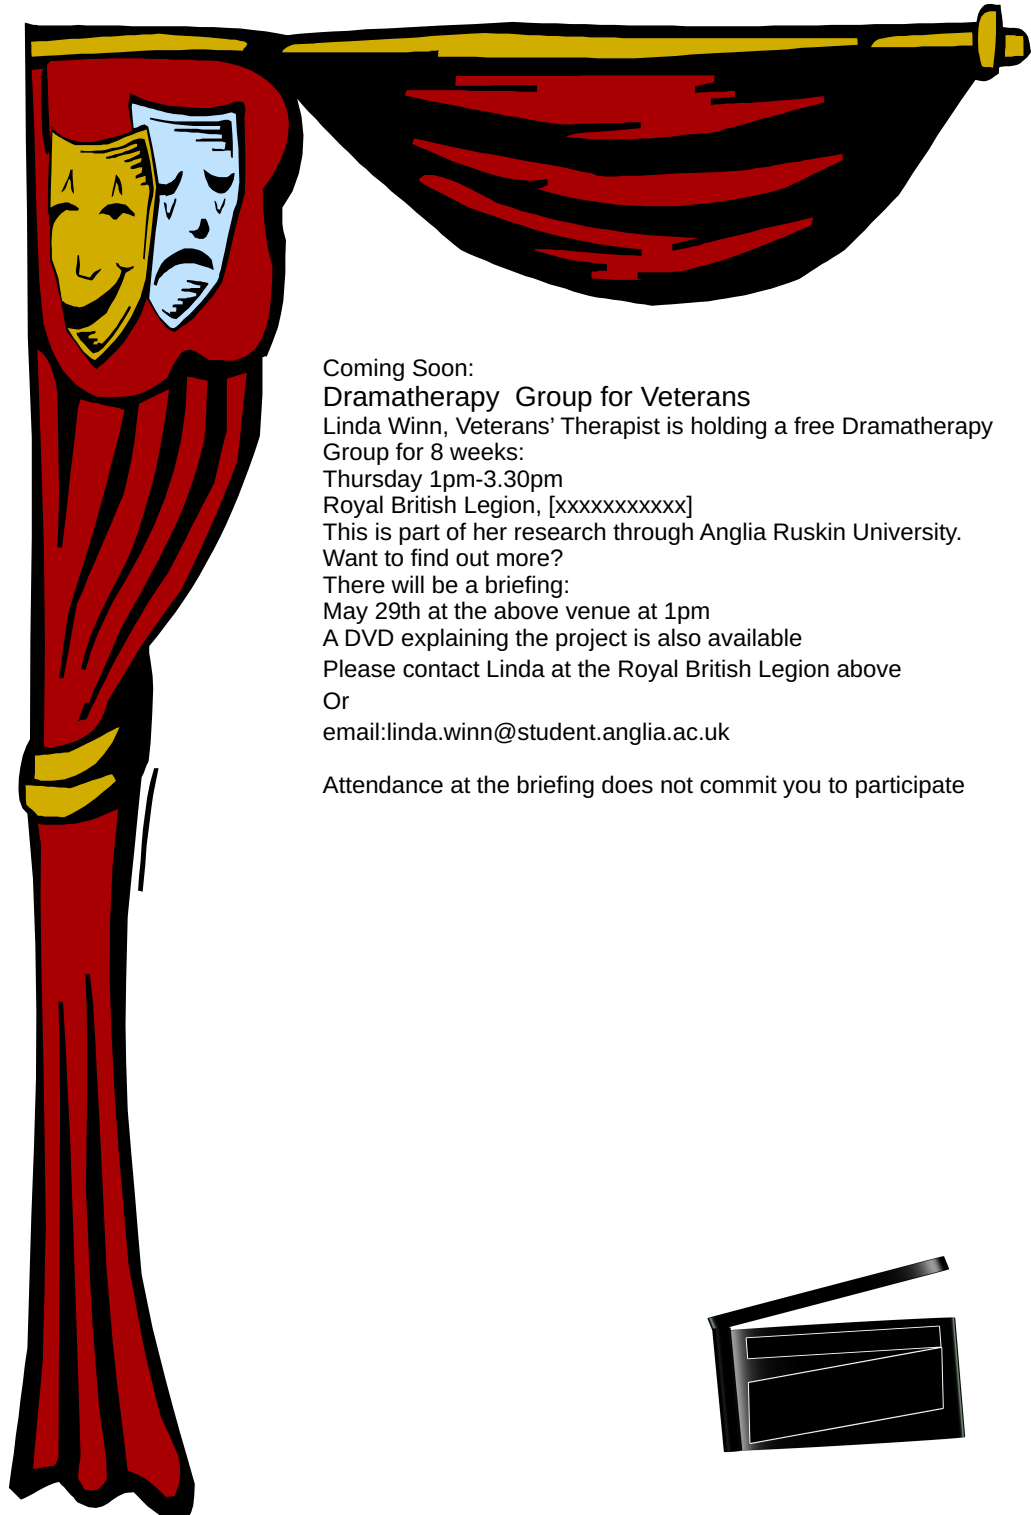 Coming Soon:
Dramatherapy  Group for Veterans
Linda Winn, Veterans’ Therapist is holding a free Dramatherapy
Group for 8 weeks:
Thursday 1pm-3.30pm
Royal British Legion, [xxxxxxxxxxx]
This is part of her research through Anglia Ruskin University.
Want to find out more?
There will be a briefing:
May 29th at the above venue at 1pm
A DVD explaining the project is also available
Please contact Linda at the Royal British Legion above
Or
email:linda.winn@student.anglia.ac.uk
Attendance at the briefing does not commit you to participate